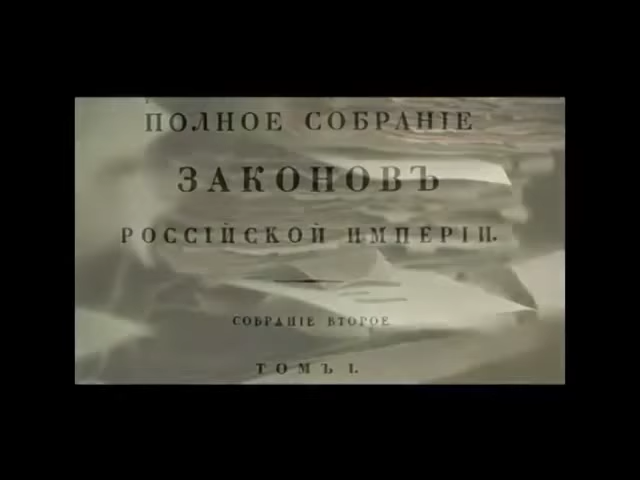 ПОЛНОЕ СОБРАНІЕ
ЗАКОНОВЪ
РОССІЙСКОЙ ИМПЕРІИ.
СОБРАНІЕ ВТОРОЕ
ТОМЪ I.